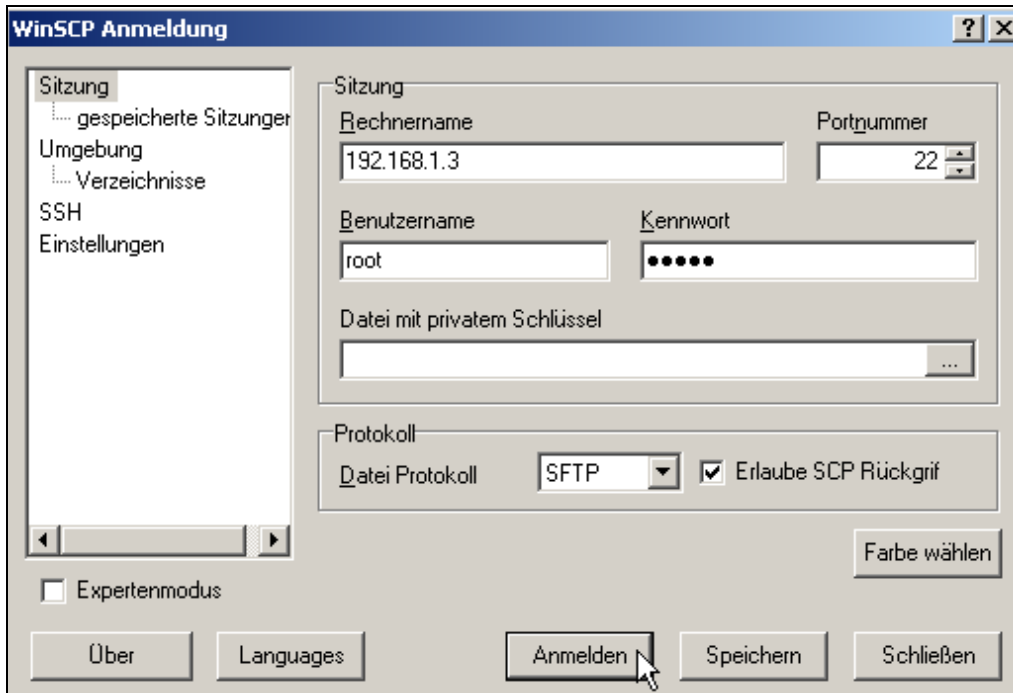 WinSCP Anmeldung
Sitzung
gespeicherte Sitzunger
Umgebung
Verzeichnisse
SSH
Einstellungen
Expertenmodus
Sitzung
Rechnername
Portnummer
192.168.1.3
22
Benutzername
Kennwort
root
●●●●●
Datei mit privatem Schlüssel
...
Protokoll
Datei Protokoll
SFTP
Erlaube SCP Rückgrif
Farbe wählen
Über
Languages
Anmelden
Speichern
Schließen